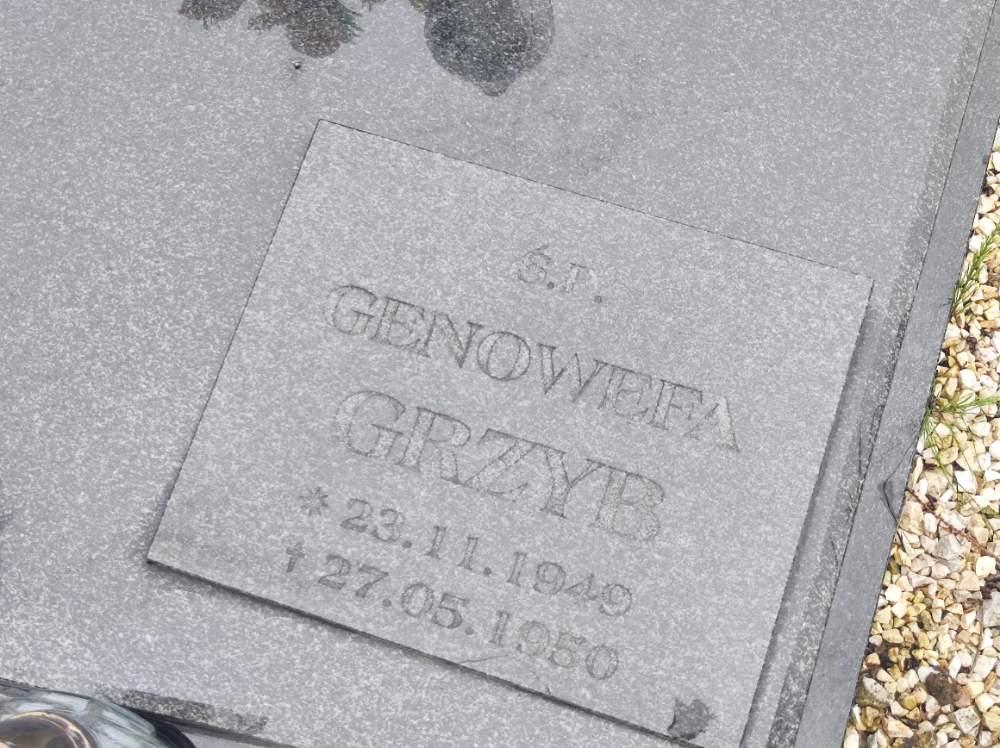 Ś.P.
GENOWEFA
GRZYB
* 23.11.1949
† 27.05.1950